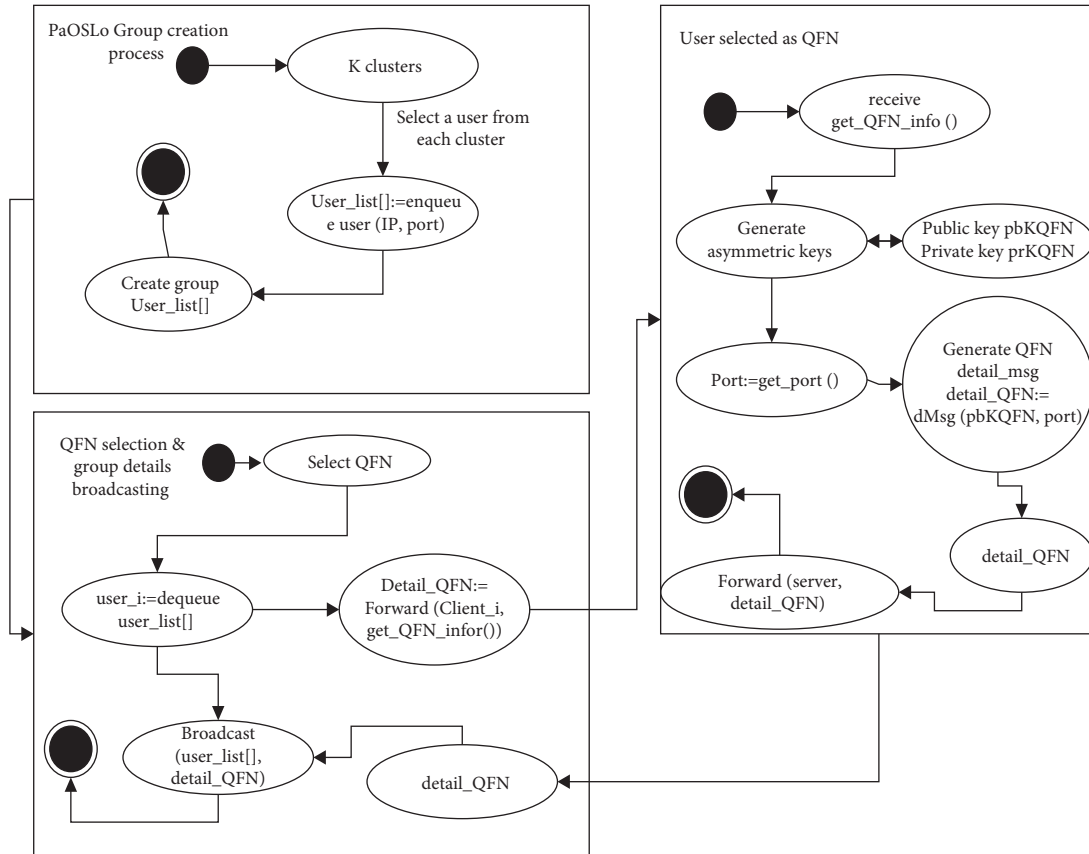 PaOSLo Group creation
process
K clusters
Select a user from
each cluster
User_list[]:=enqueu
e user (IP, port)
Create group
User_list[]
QFN selection &
group details
broadcasting
Select QFN
user_i:=dequeue
user_list[]
Detail_QFN:=
Forward (Client_i,
get_QFN_infor())
Broadcast
(user_list[],
detail_QFN)
detail_QFN
User selected as QFN
receive
get_QFN_info ()
Generate
asymmetric keys
Public key pbKQFN
Private key prKQFN
Port:=get_port ()
Generate QFN
detail_msg
detail_QFN:=
dMsg (pbKQFN, port)
detail_QFN
Forward (server,
detail_QFN)